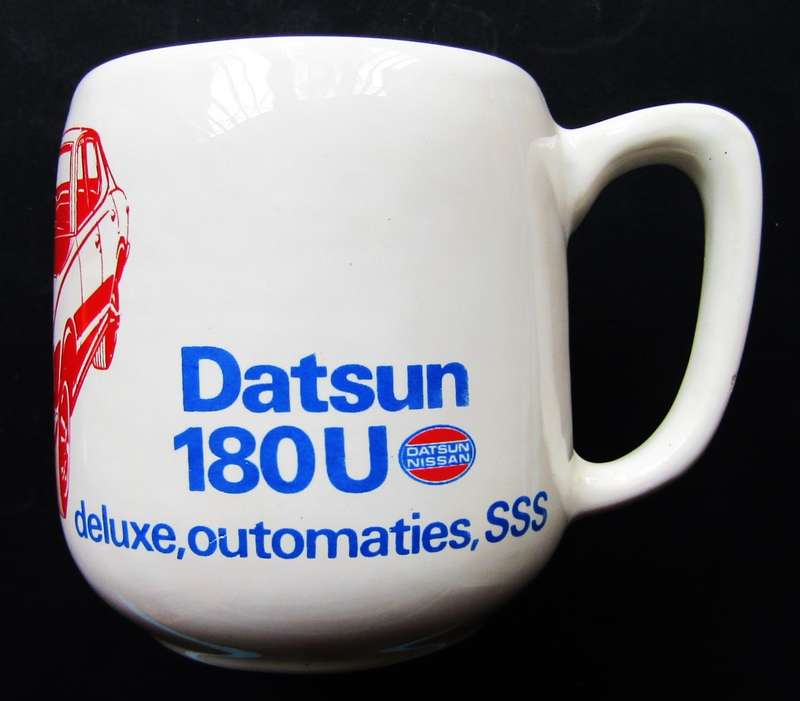 Datsun
180U
DATSUN
NISSAN
deluxe,outomaties, SSS